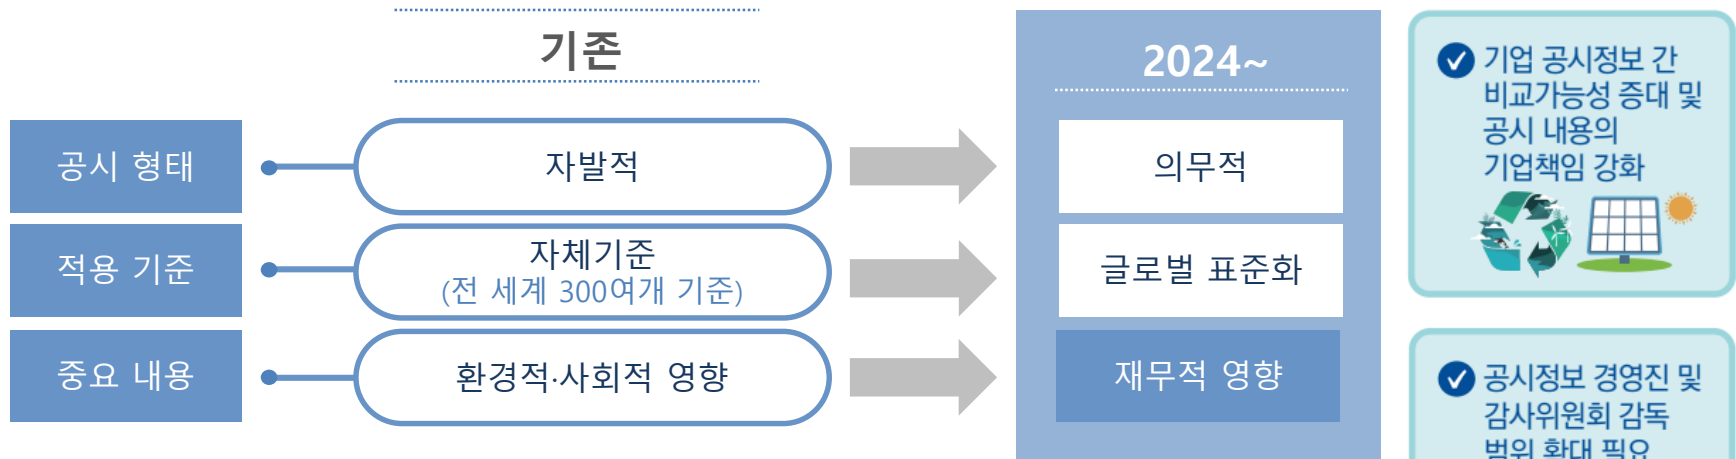 기존
2024~
공시 형태
자발적
의무적
적용 기준
자체기준
(전 세계 300여개 기준)
글로벌 표준화
중요 내용
환경적·사회적 영향
재무적 영향
기업 공시정보 간
비교가능성 증대 및
공시 내용의
기업책임 강화
공시정보 경영진 및
감사위원회 감독
범위 확대 필요